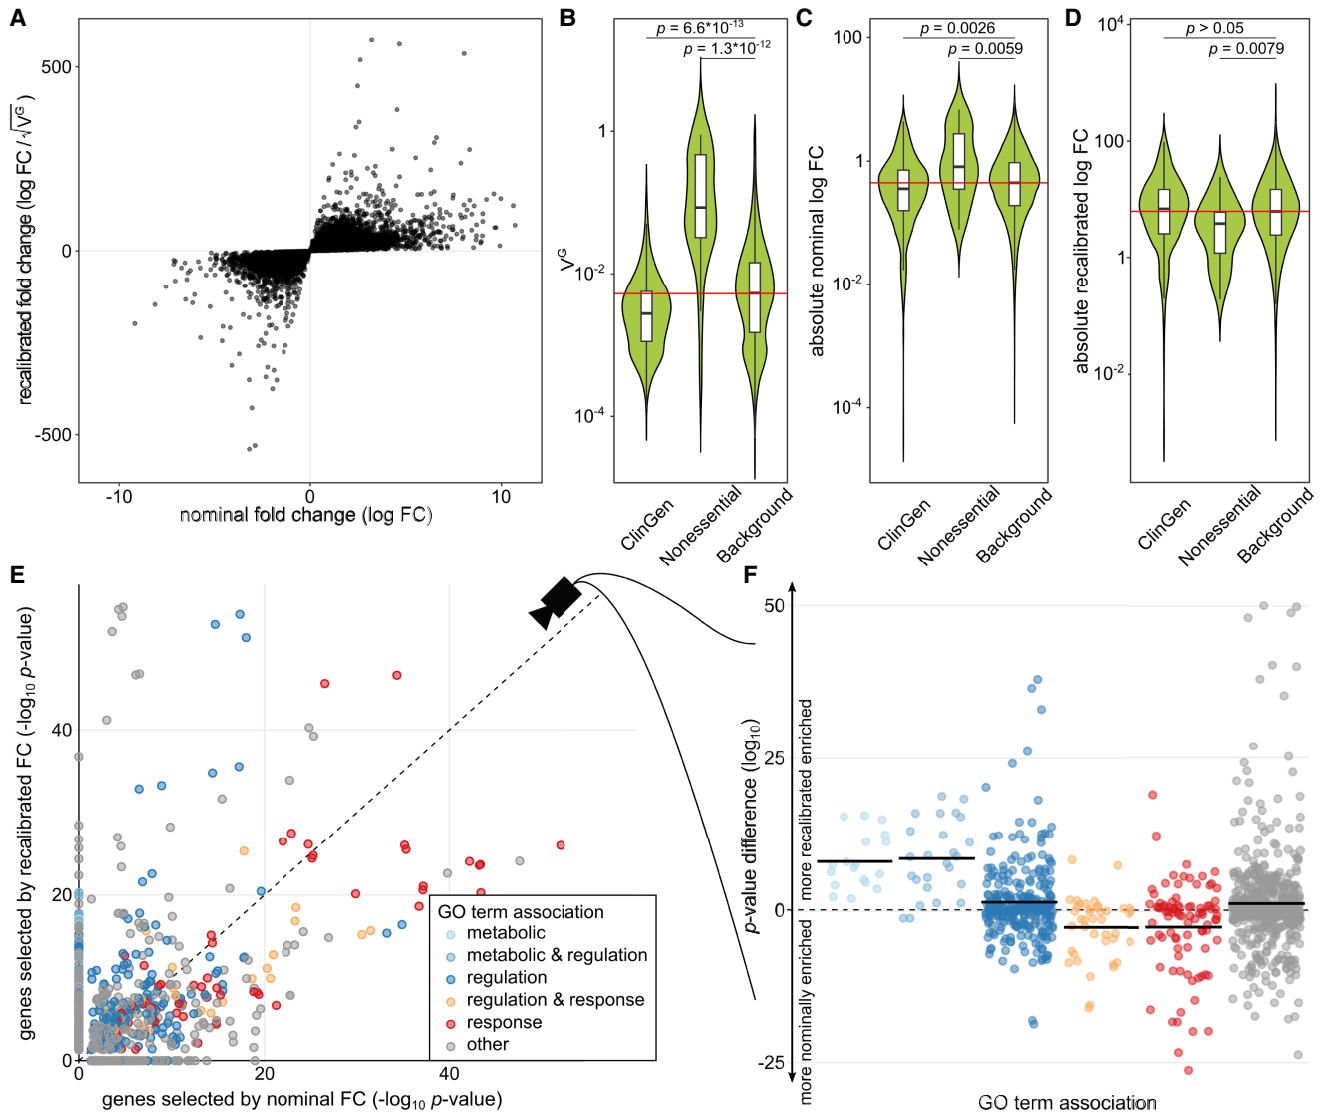 A
recalibrated fold change (log FC / √V^G )
500
0
-500
-10
0
10
nominal fold change (log FC)
B
p = 6.6*10^-13
p = 1.3*10^-12
V^G
1
10^-2
10^-4
ClinGen
Nonessential
Background
C
p = 0.0026
p = 0.0059
absolute nominal log FC
100
1
10^-2
10^-4
ClinGen
Nonessential
Background
D
p > 0.05
p = 0.0079
absolute recalibrated log FC
10^4
100
1
10^-2
ClinGen
Nonessential
Background
E
genes selected by recalibrated FC (-log10 p-value)
40
20
0
0
20
40
genes selected by nominal FC (-log10 p-value)
GO term association
metabolic
metabolic & regulation
regulation
regulation & response
response
other
F
p-value difference (log10)
50
25
0
-25
more recalibrated enriched
more nominally enriched
GO term association